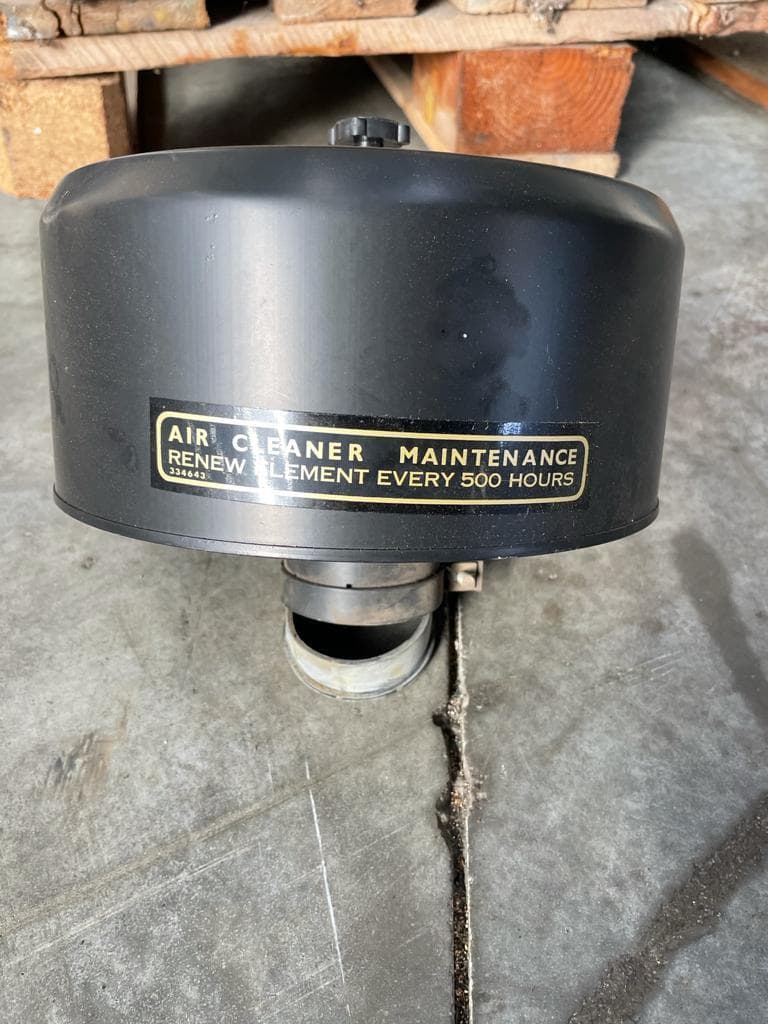 AIR CLEANER MAINTENANCE
RENEW ELEMENT EVERY 500 HOURS
334643